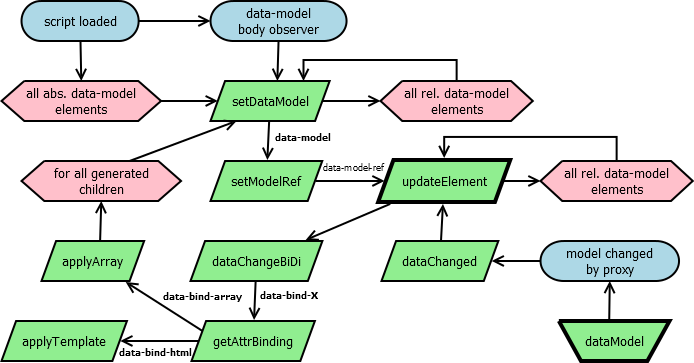 script loaded
data-model
body observer
all abs. data-model
elements
setDataModel
all rel. data-model
elements
data-model
for all generated
children
setModelRef
data-model-ref
updateElement
all rel. data-model
elements
applyArray
dataChangeBiDi
dataChanged
model changed
by proxy
data-bind-array
data-bind-X
applyTemplate
data-bind-html
getAttrBinding
dataModel